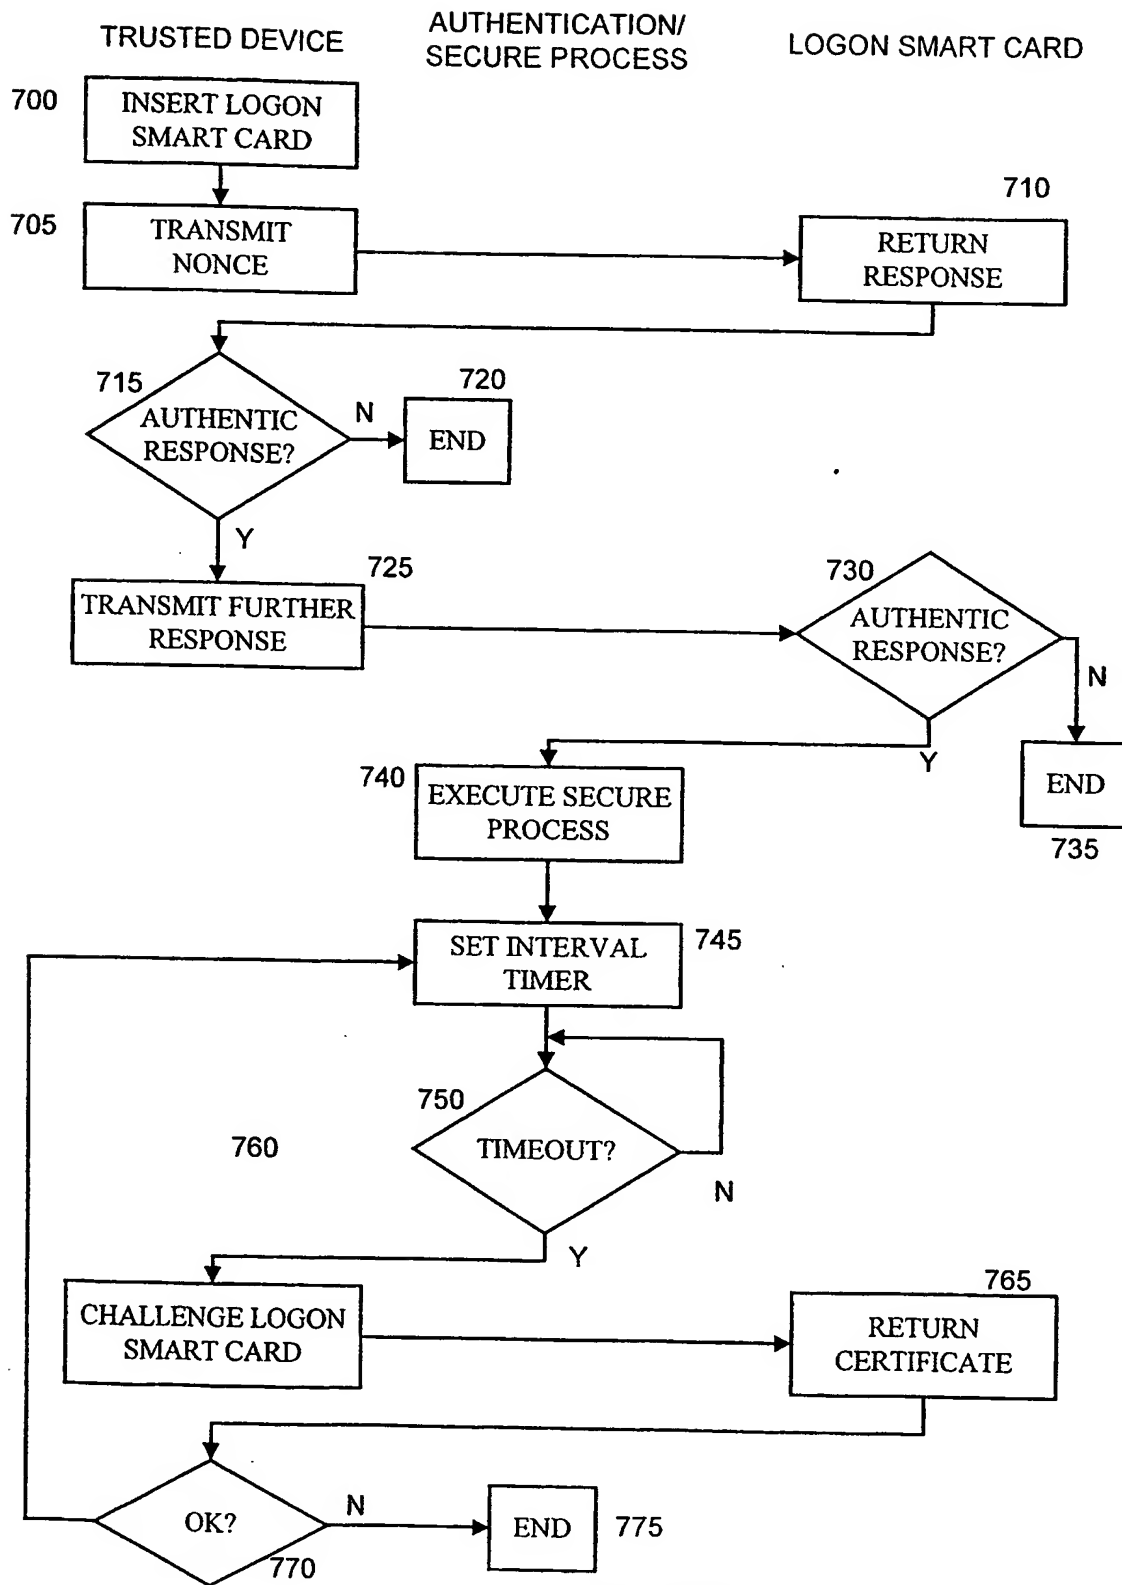 TRUSTED DEVICE
AUTHENTICATION/
SECURE PROCESS
LOGON SMART CARD
700
INSERT LOGON
SMART CARD
705
TRANSMIT
NONCE
710
RETURN
RESPONSE
715
AUTHENTIC
RESPONSE?
N
720
END
Y
725
TRANSMIT FURTHER
RESPONSE
730
AUTHENTIC
RESPONSE?
N
Y
END
735
740
EXECUTE SECURE
PROCESS
SET INTERVAL
TIMER
745
750
TIMEOUT?
N
760
Y
CHALLENGE LOGON
SMART CARD
765
RETURN
CERTIFICATE
OK?
770
N
END
775